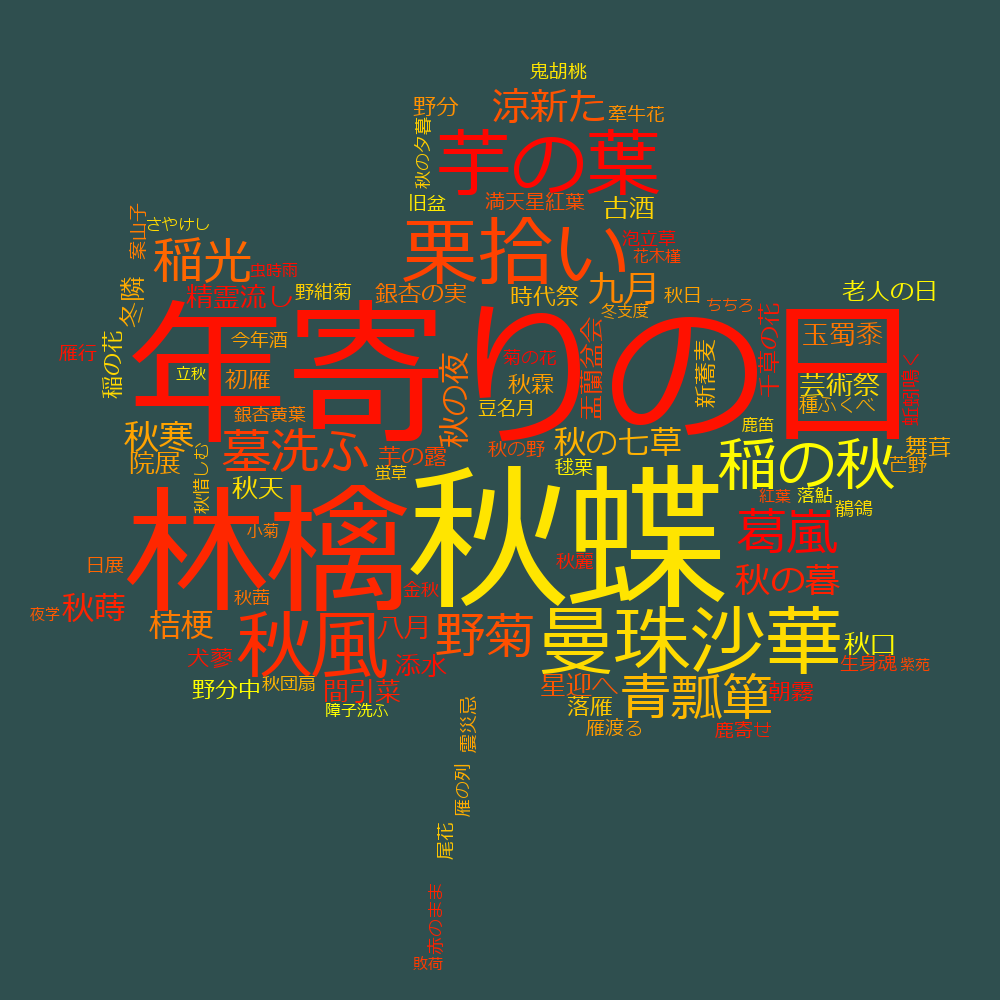 鬼胡桃
野分
涼新た
牽牛花
秋の夕暮
芋の葉
旧盆
満天星紅葉
古酒
案山子
さやけし
稲光
虫時雨
栗拾い
泡立草
花木槿
冬隣
精霊流し
野紺菊
銀杏の実
時代祭
九月
秋日
老人の日
ちちろ
冬支度
年寄りの日
雁行
稲の花
今年酒
立秋
初雁
秋の夜
菊の花
秋霖
盂蘭盆会
新蕎麦
千草の花
玉蜀黍
芸術祭
種ふくべ
銀杏黄葉
豆名月
鹿笛
秋寒
院展
墓洗ふ
芋の露
秋の野
秋の七草
稲の秋
舞茸
芒野
秋惜しむ
秋天
蛍草
毬栗
紅葉
落鮎
鶺鴒
林檎
秋蝶
小菊
葛嵐
日展
秋茜
金秋
秋麗
秋の暮
夜学
秋蒔
桔梗
秋風
八月
野菊
曼珠沙華
秋口
犬蓼
添水
生身魂
紫苑
野分中
秋団扇
間引菜
星迎へ
青瓢箪
朝霧
障子洗ふ
落雁
雁渡る
鹿寄せ
震災忌
雁の列
尾花
赤のまま
敗荷